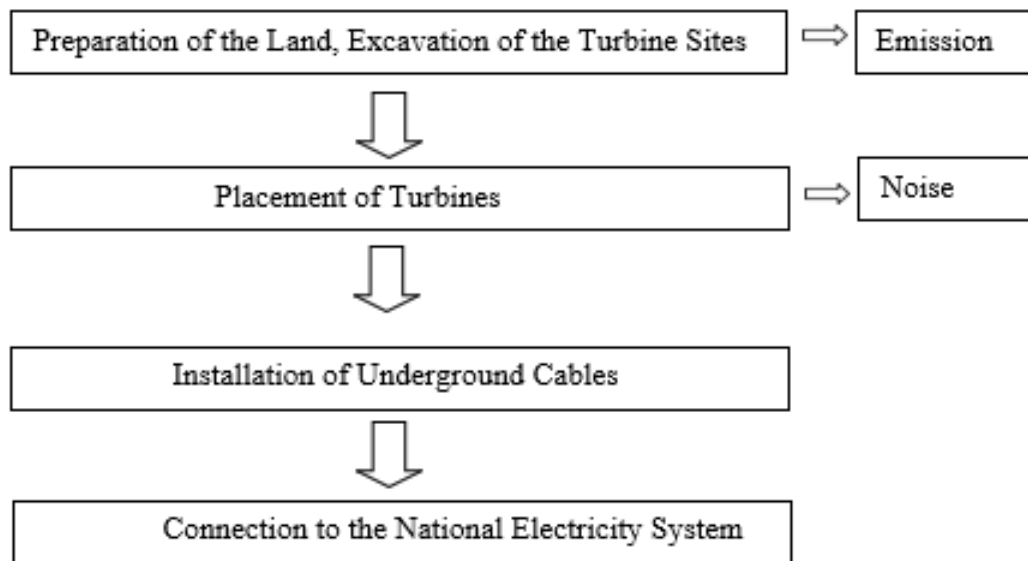 Preparation of the Land, Excavation of the Turbine Sites
Emission
Placement of Turbines
Noise
Installation of Underground Cables
Connection to the National Electricity System